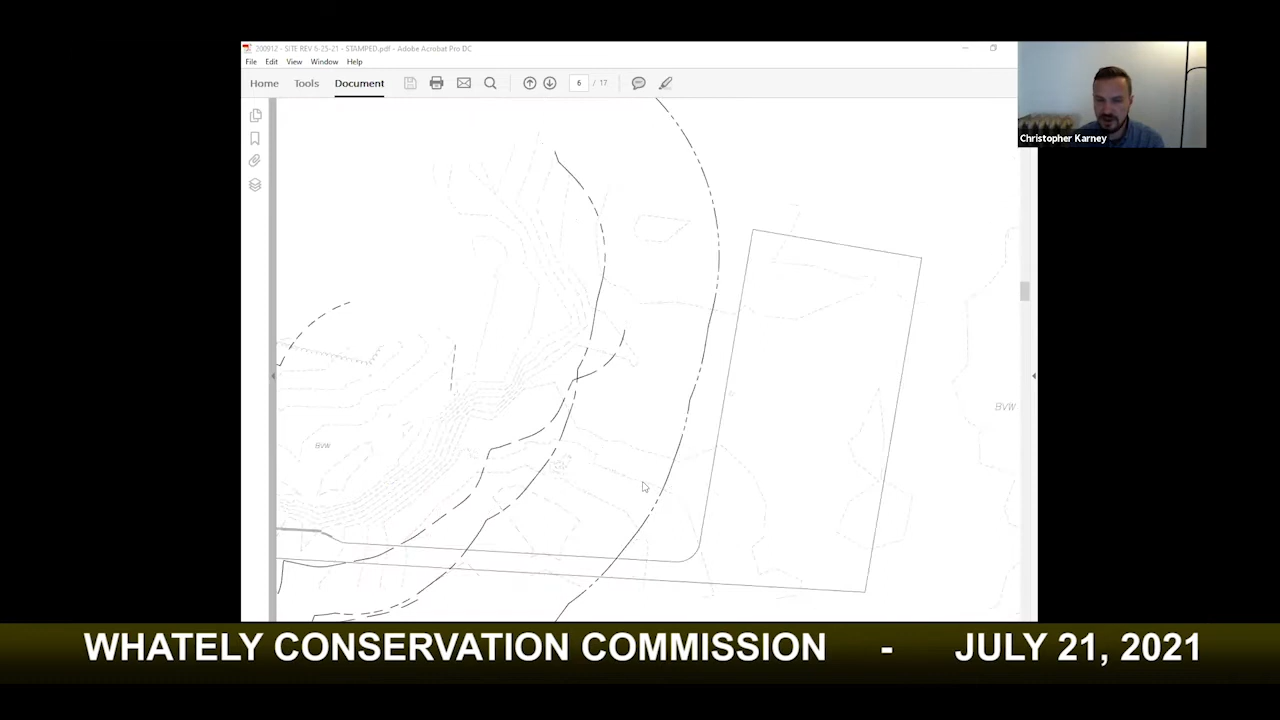 200912 - SITE REV 6-25-21 - STAMPED.pdf - Adobe Acrobat Pro DC
File Edit View Window Help
Home Tools Document 6 / 17
Christopher Karney
BVW
BVW
WHATELY CONSERVATION COMMISSION - JULY 21, 2021